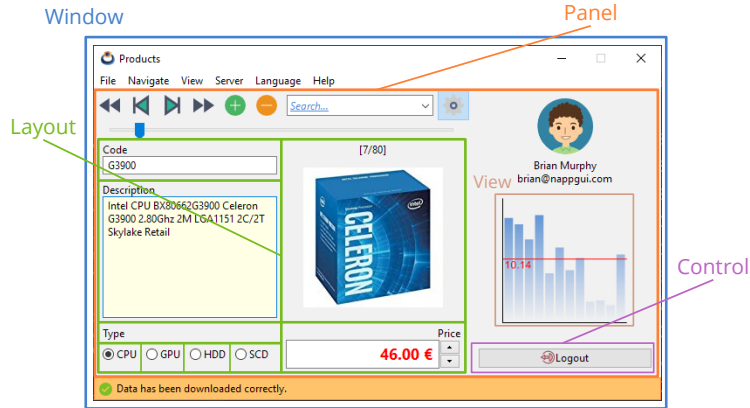 Window
Panel
Products
File Navigate View Server Language Help
Search...
Layout
Code
G3900
[7/80]
Brian Murphy
brian@nappgui.com
View
Description
Intel CPU BX80662G3900 Celeron
G3900 2.80Ghz 2M LGA1151 2C/2T
Skylake Retail
CELERON
10.14
Control
Type
Price
CPU GPU HDD SCD
46.00 €
Logout
Data has been downloaded correctly.